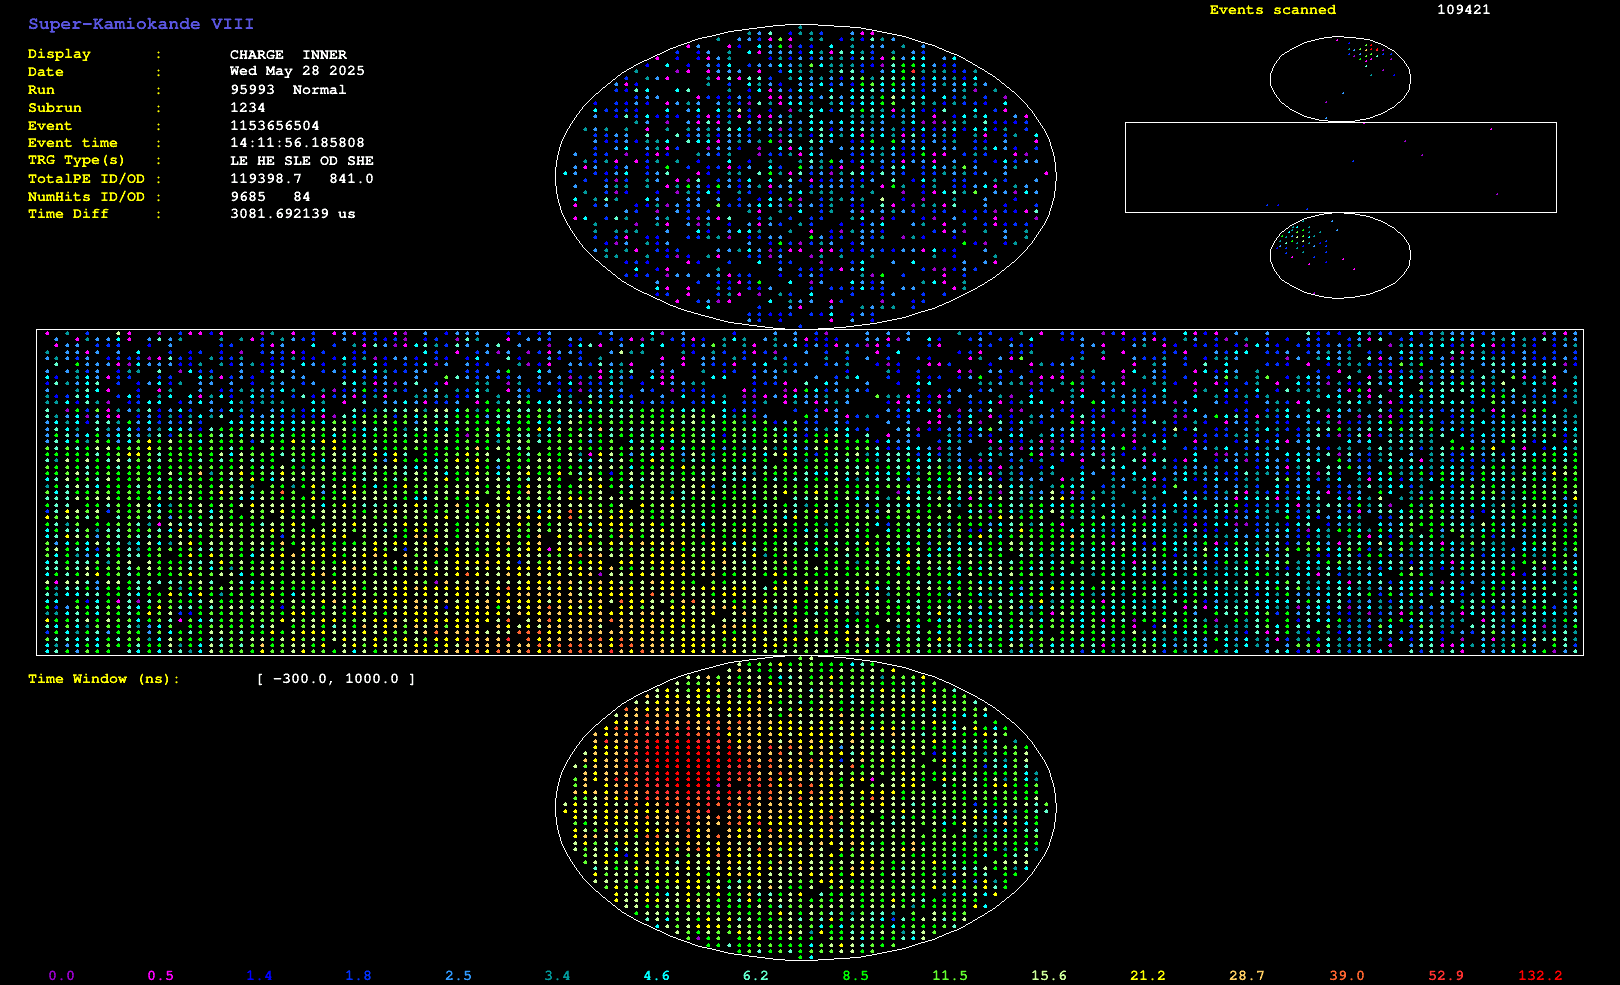 Super-Kamiokande VIII
Events scanned 109421
Display : CHARGE INNER
Date : Wed May 28 2025
Run : 95993 Normal
Subrun : 1234
Event : 1153656504
Event time : 14:11:56.185808
TRG Type(s) : LE HE SLE OD SHE
TotalPE ID/OD : 119398.7 841.0
NumHits ID/OD : 9685 84
Time Diff : 3081.692139 us
Time Window (ns): [ -300.0, 1000.0 ]
0.0 0.5 1.4 1.8 2.5 3.4 4.6 6.2 8.5 11.5 15.6 21.2 28.7 39.0 52.9 132.2